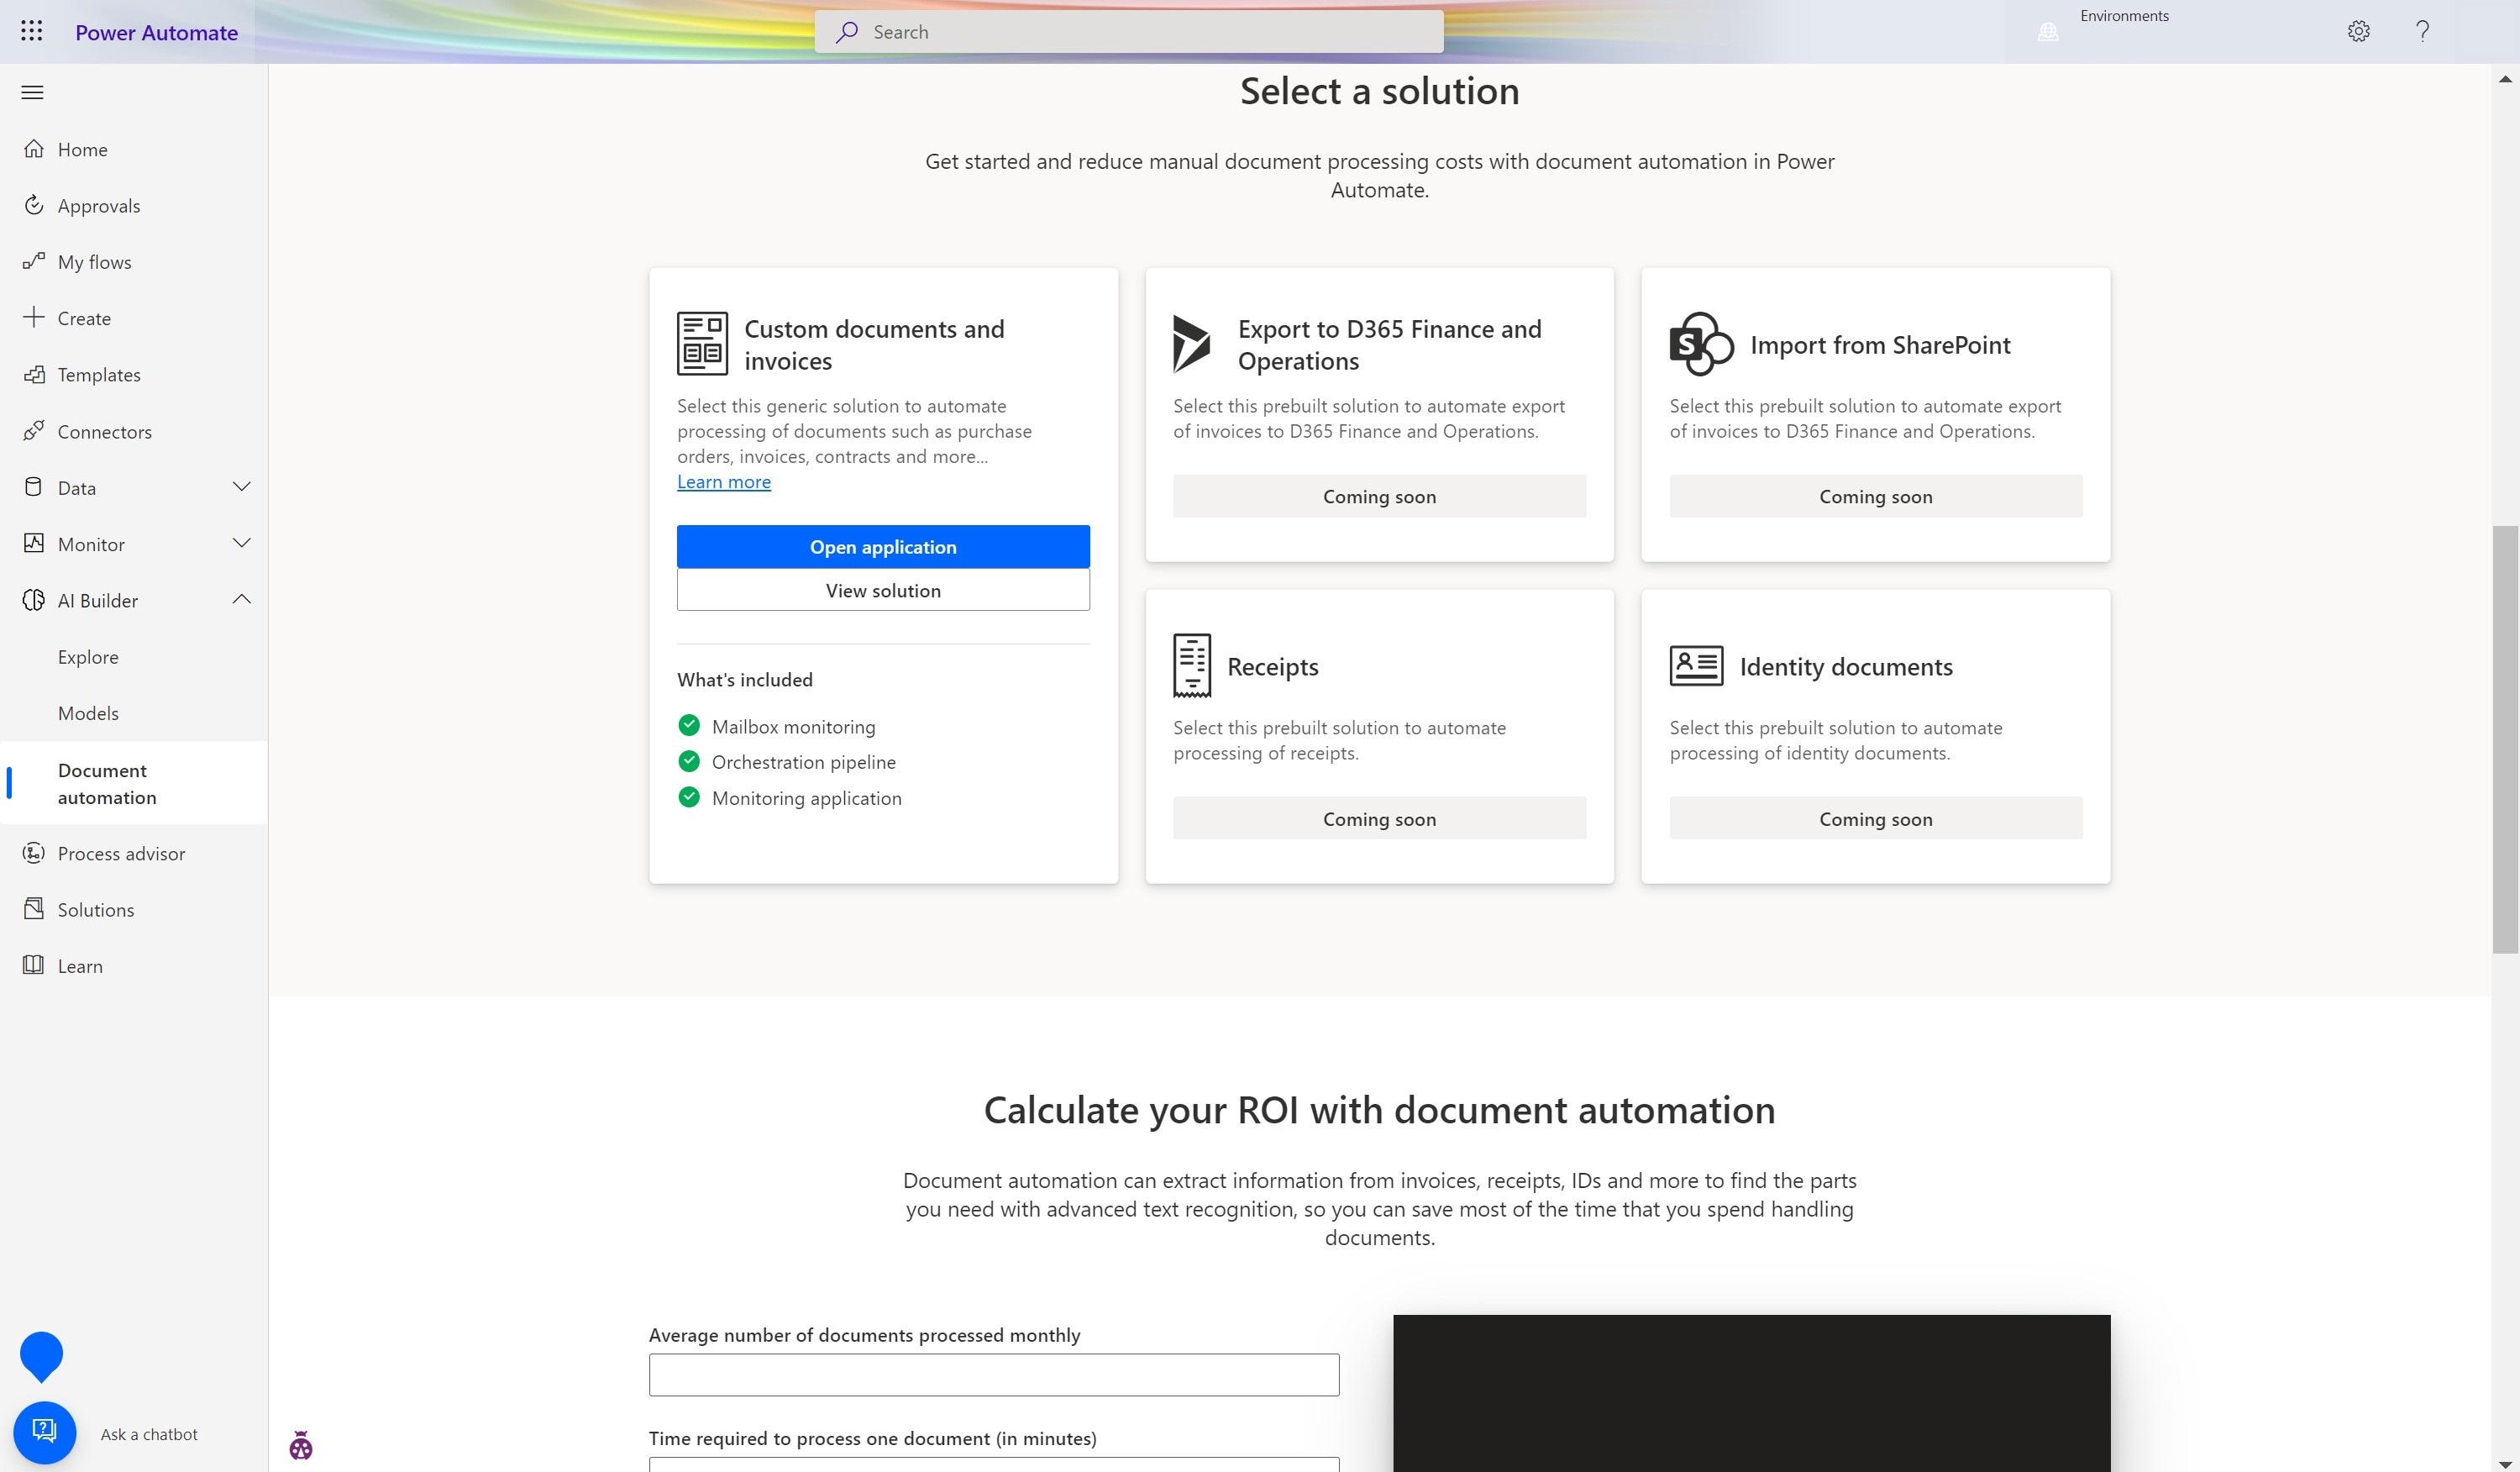 Power Automate
Search
Environments
Home
Approvals
My flows
Create
Templates
Connectors
Data
Monitor
AI Builder
Explore
Models
Document
automation
Process advisor
Solutions
Learn
Ask a chatbot
Select a solution
Get started and reduce manual document processing costs with document automation in Power
Automate.
Custom documents and
invoices
Select this generic solution to automate
processing of documents such as purchase
orders, invoices, contracts and more...
Learn more
Open application
View solution
What's included
Mailbox monitoring
Orchestration pipeline
Monitoring application
Export to D365 Finance and
Operations
Select this prebuilt solution to automate export
of invoices to D365 Finance and Operations.
Coming soon
S
Import from SharePoint
Select this prebuilt solution to automate export
of invoices to D365 Finance and Operations.
Coming soon
Receipts
Select this prebuilt solution to automate
processing of receipts.
Coming soon
Identity documents
Select this prebuilt solution to automate
processing of identity documents.
Coming soon
Calculate your ROI with document automation
Document automation can extract information from invoices, receipts, IDs and more to find the parts
you need with advanced text recognition, so you can save most of the time that you spend handling
documents.
Average number of documents processed monthly
Time required to process one document (in minutes)